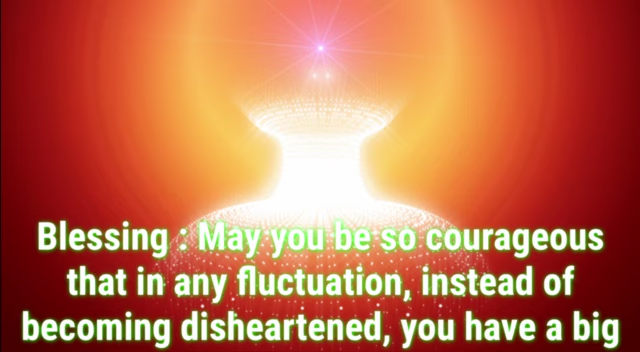 Blessing : May you be so courageous
that in any fluctuation, instead of
becoming disheartened, you have a big